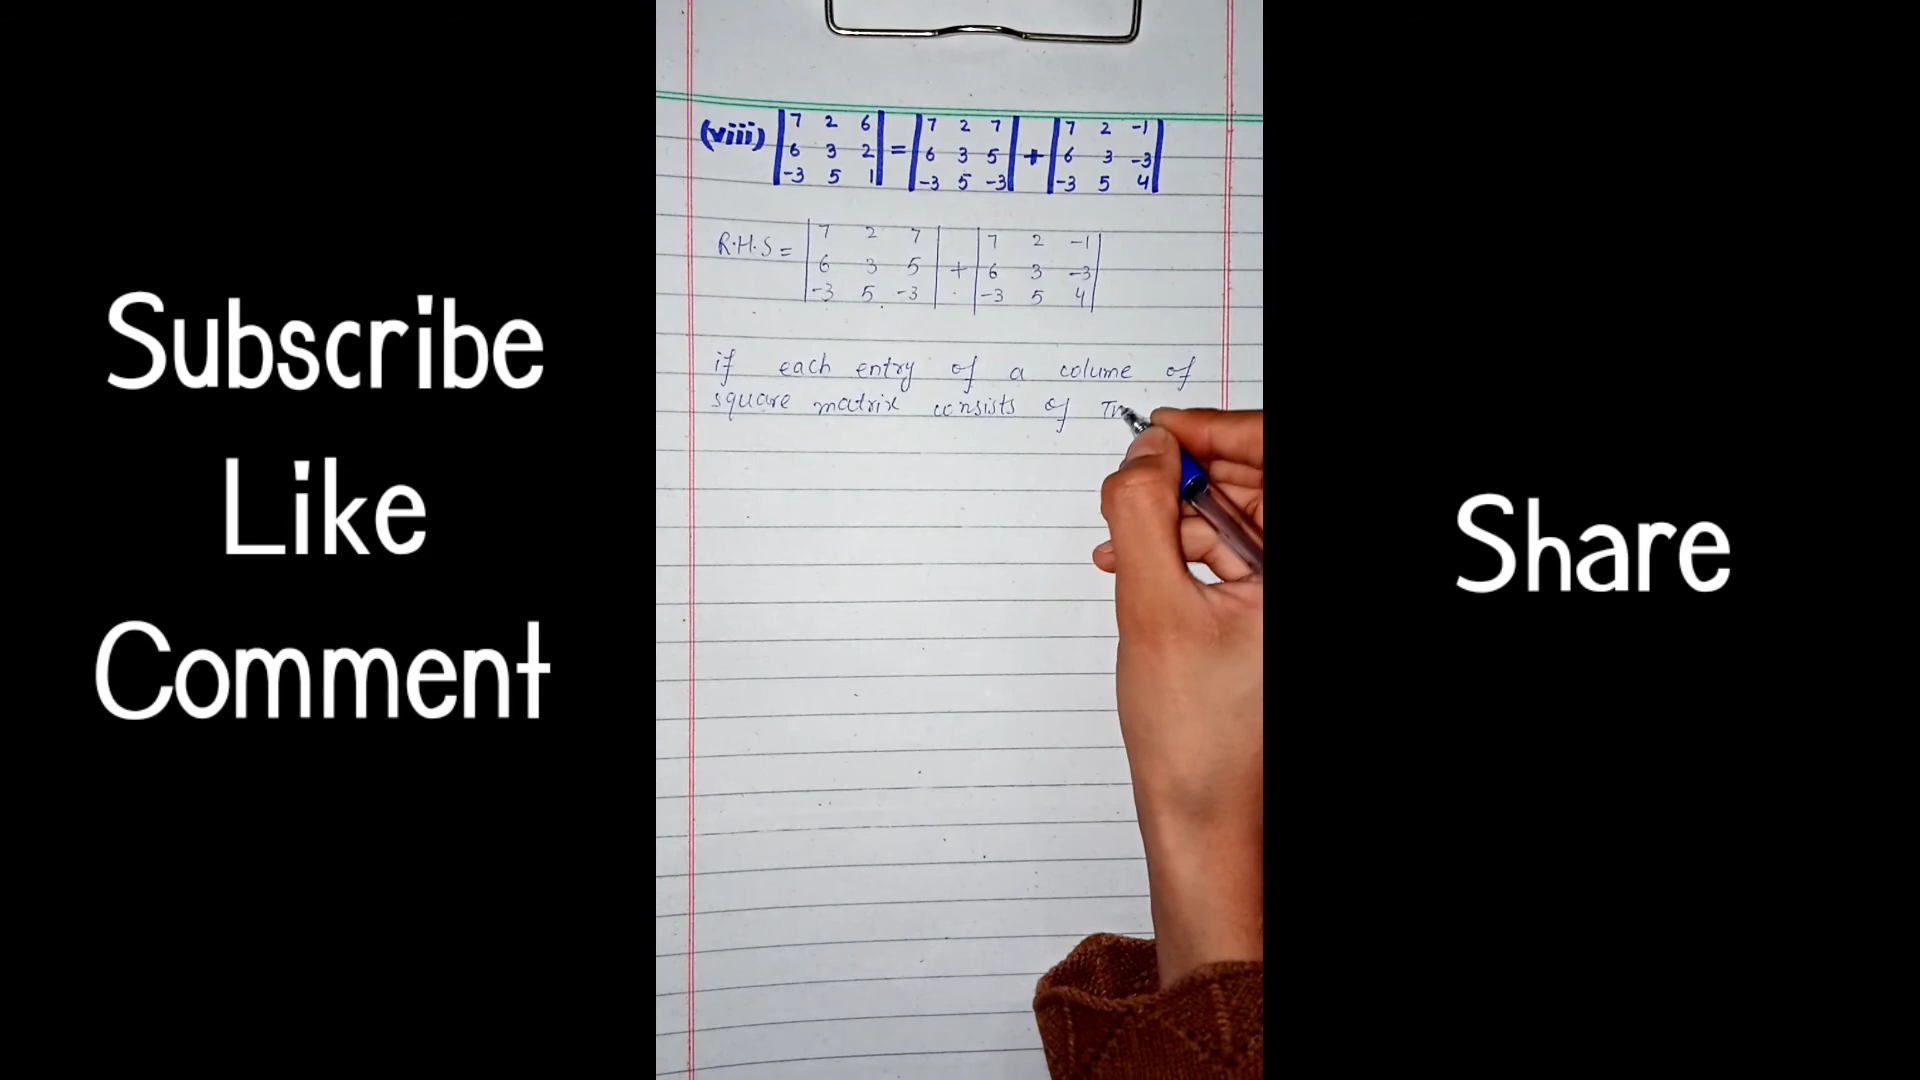 Subscribe
Like
Comment
(viii) |7 2 6| = |7 2 7| + |7 2 -1|
|6 3 2| |6 3 5| |6 3 -3|
|-3 5 1| |-3 5 -3| |-3 5 4|
R.H.S = |7 2 7| + |7 2 -1|
|6 3 5| |6 3 -3|
|-3 5 -3| |-3 5 4|
if each entry of a colume of
square matrix consists of
Share